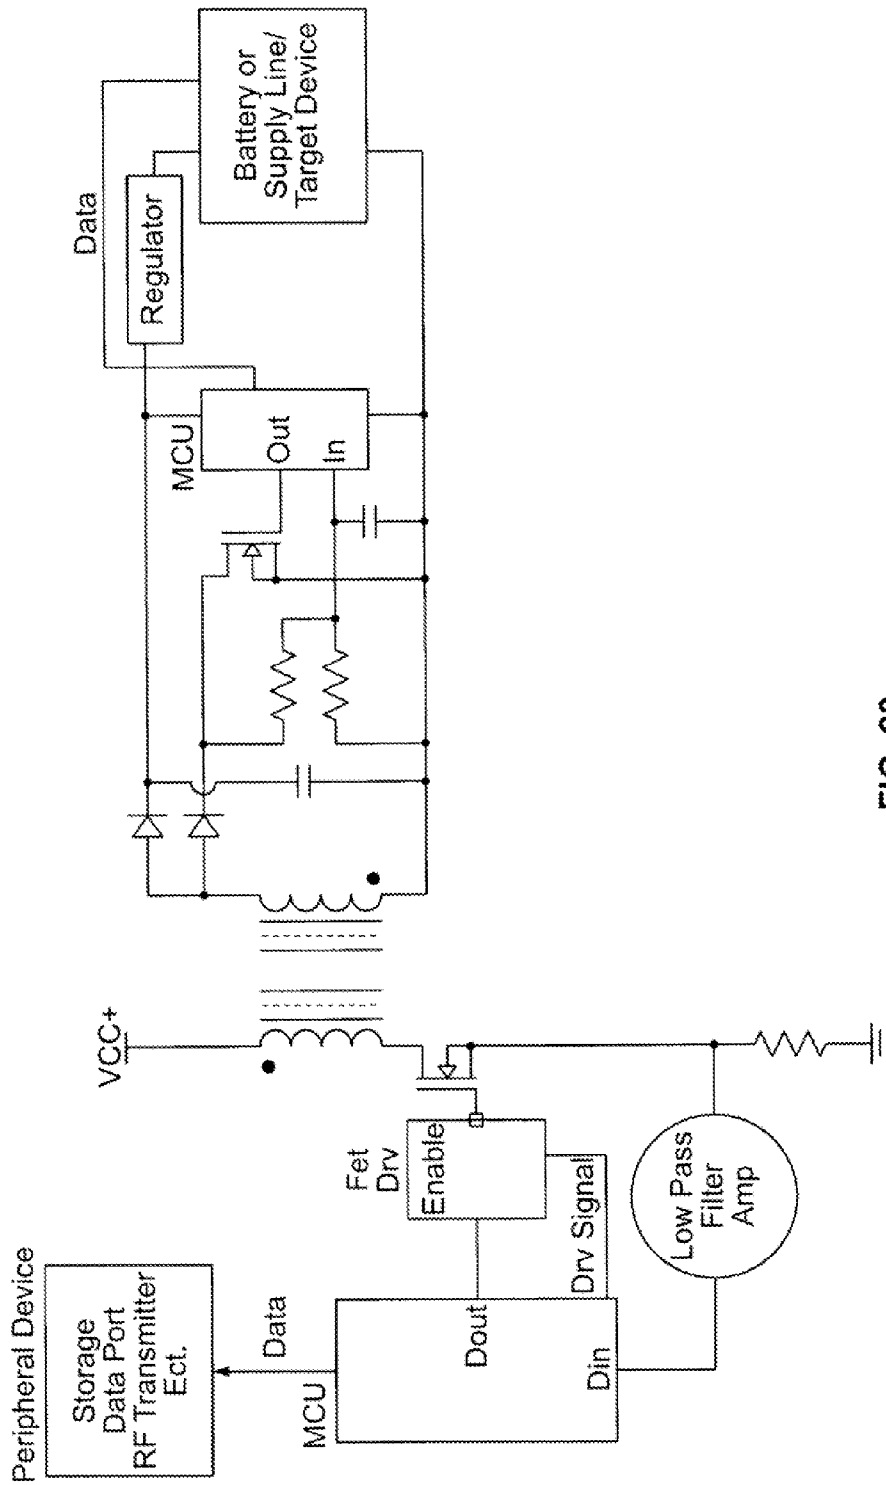 Peripheral Device
Storage
Data Port
RF Transmitter
Ect.
Data
MCU
Dout
Drv Signal
Din
Fet
Drv
Enable
Low Pass
Filter
Amp
VCC+
MCU
Out
In
Data
Regulator
Battery or
Supply Line/
Target Device